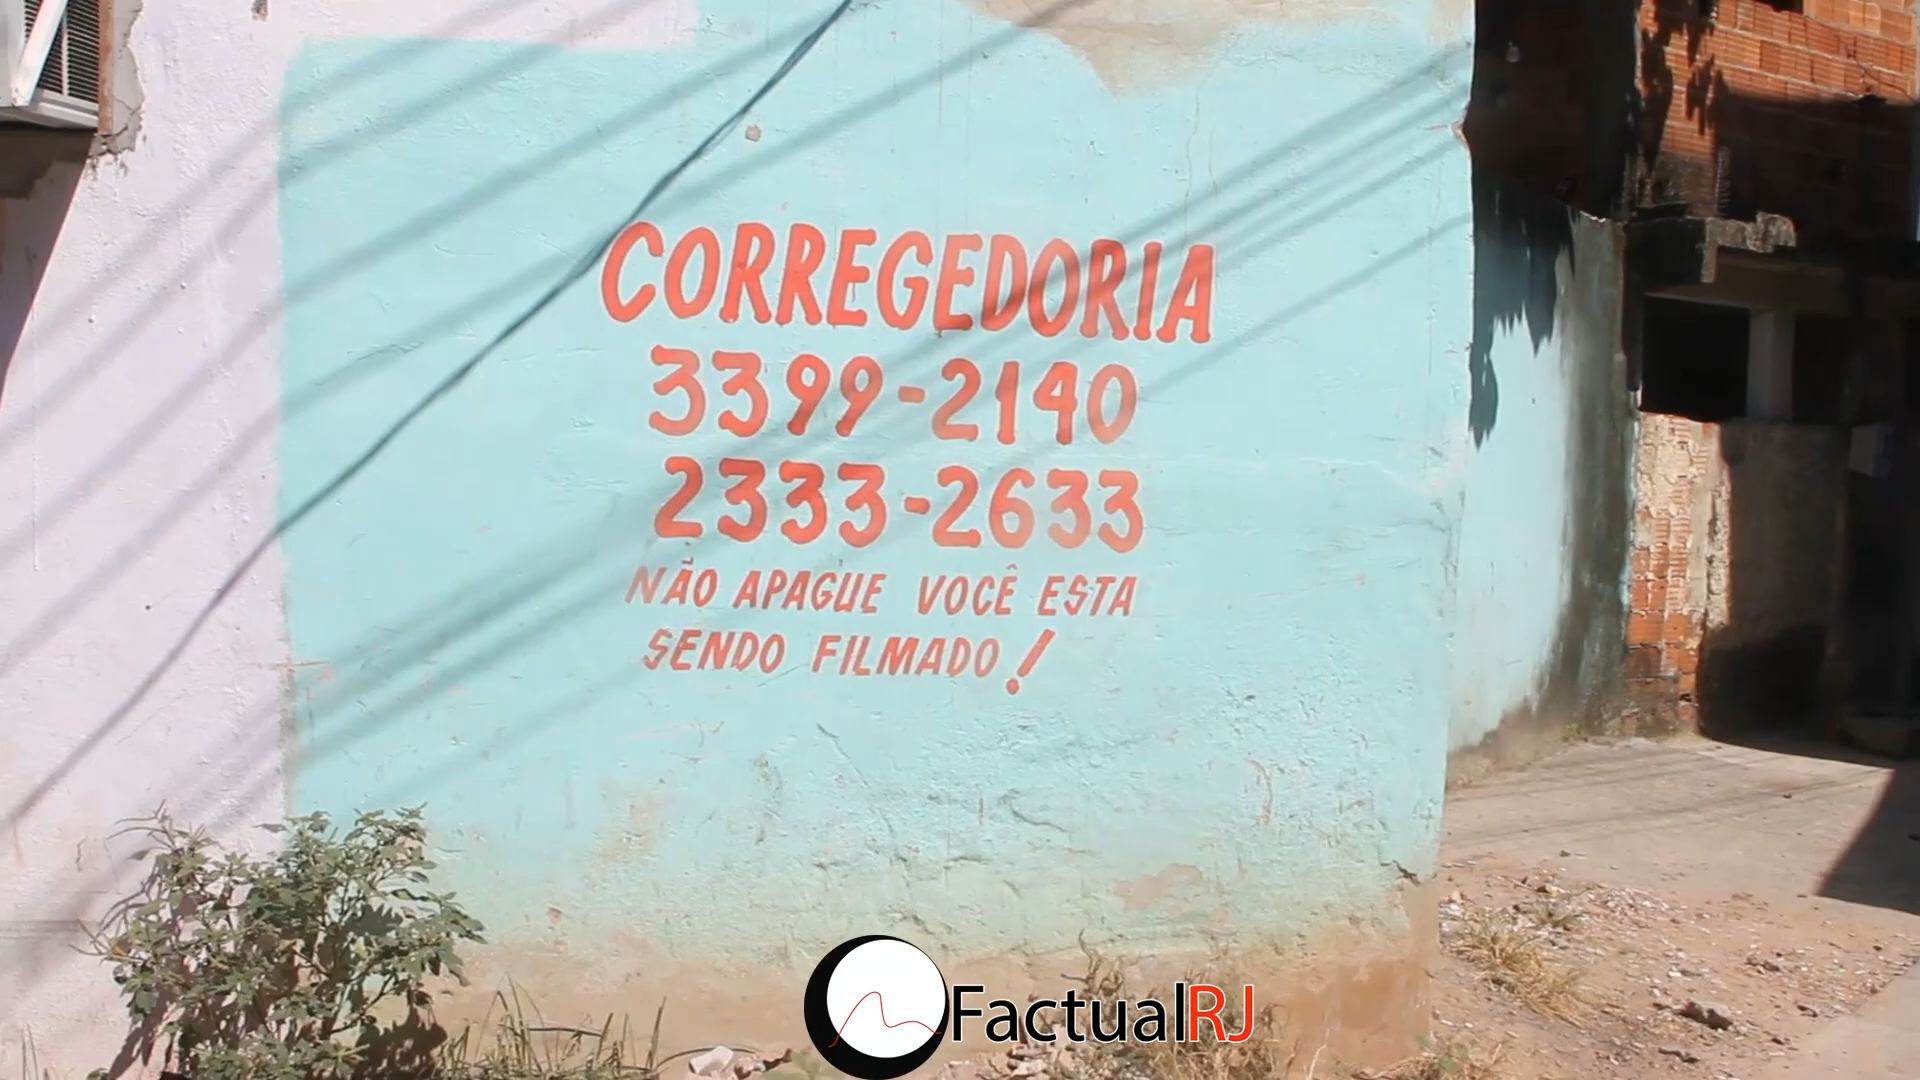 CORREGEDORIA
3399-2140
2333-2633
NÃO APAGUE VOCÊ ESTA
SENDO FILMADO!
FactualRJ